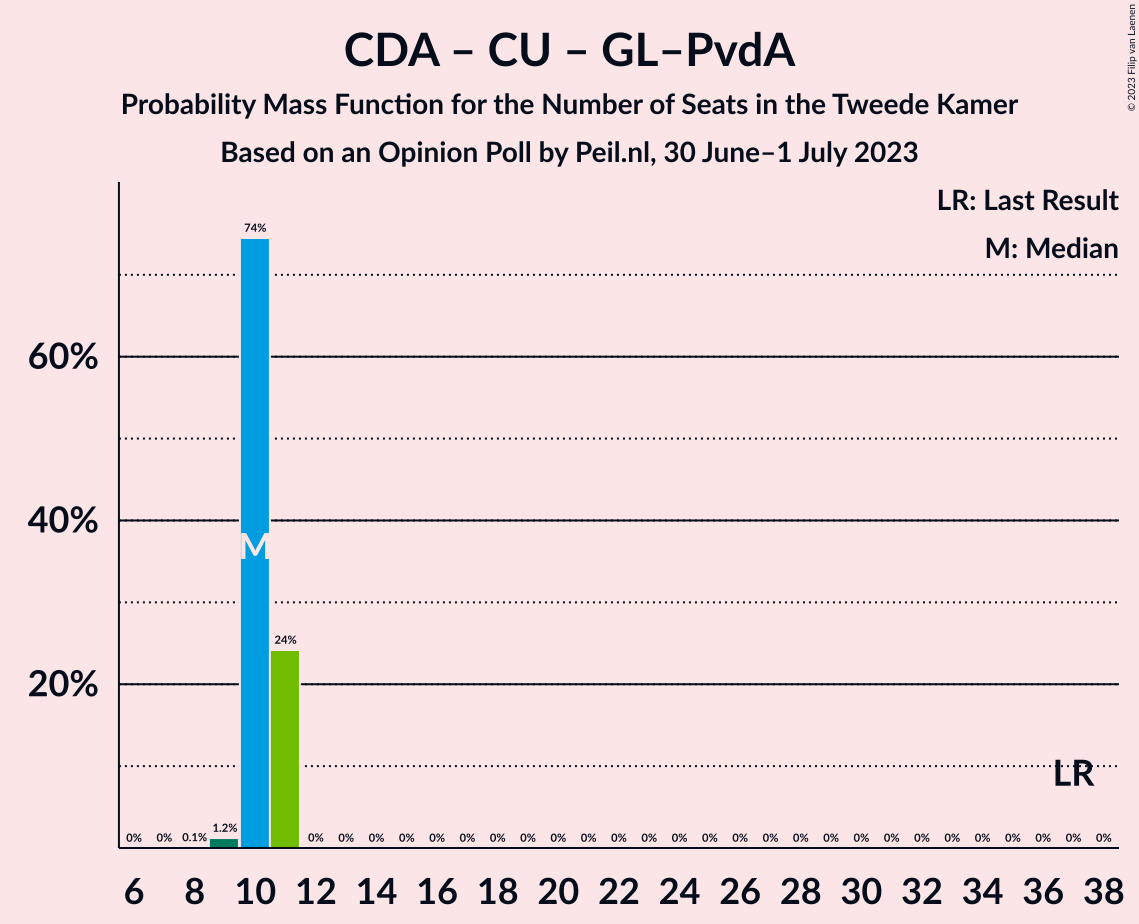 CDA – CU – GL–PvdA
Probability Mass Function for the Number of Seats in the Tweede Kamer
Based on an Opinion Poll by Peil.nl, 30 June–1 July 2023
© 2023 Filip van Laenen
LR: Last Result
M: Median
60%
40%
20%
74%
M
24%
LR
0% 0% 0.1% 1.2% 0% 0% 0% 0% 0% 0% 0% 0% 0% 0% 0% 0% 0% 0% 0% 0% 0% 0% 0% 0% 0% 0% 0% 0% 0% 0% 0%
6 8 10 12 14 16 18 20 22 24 26 28 30 32 34 36 38